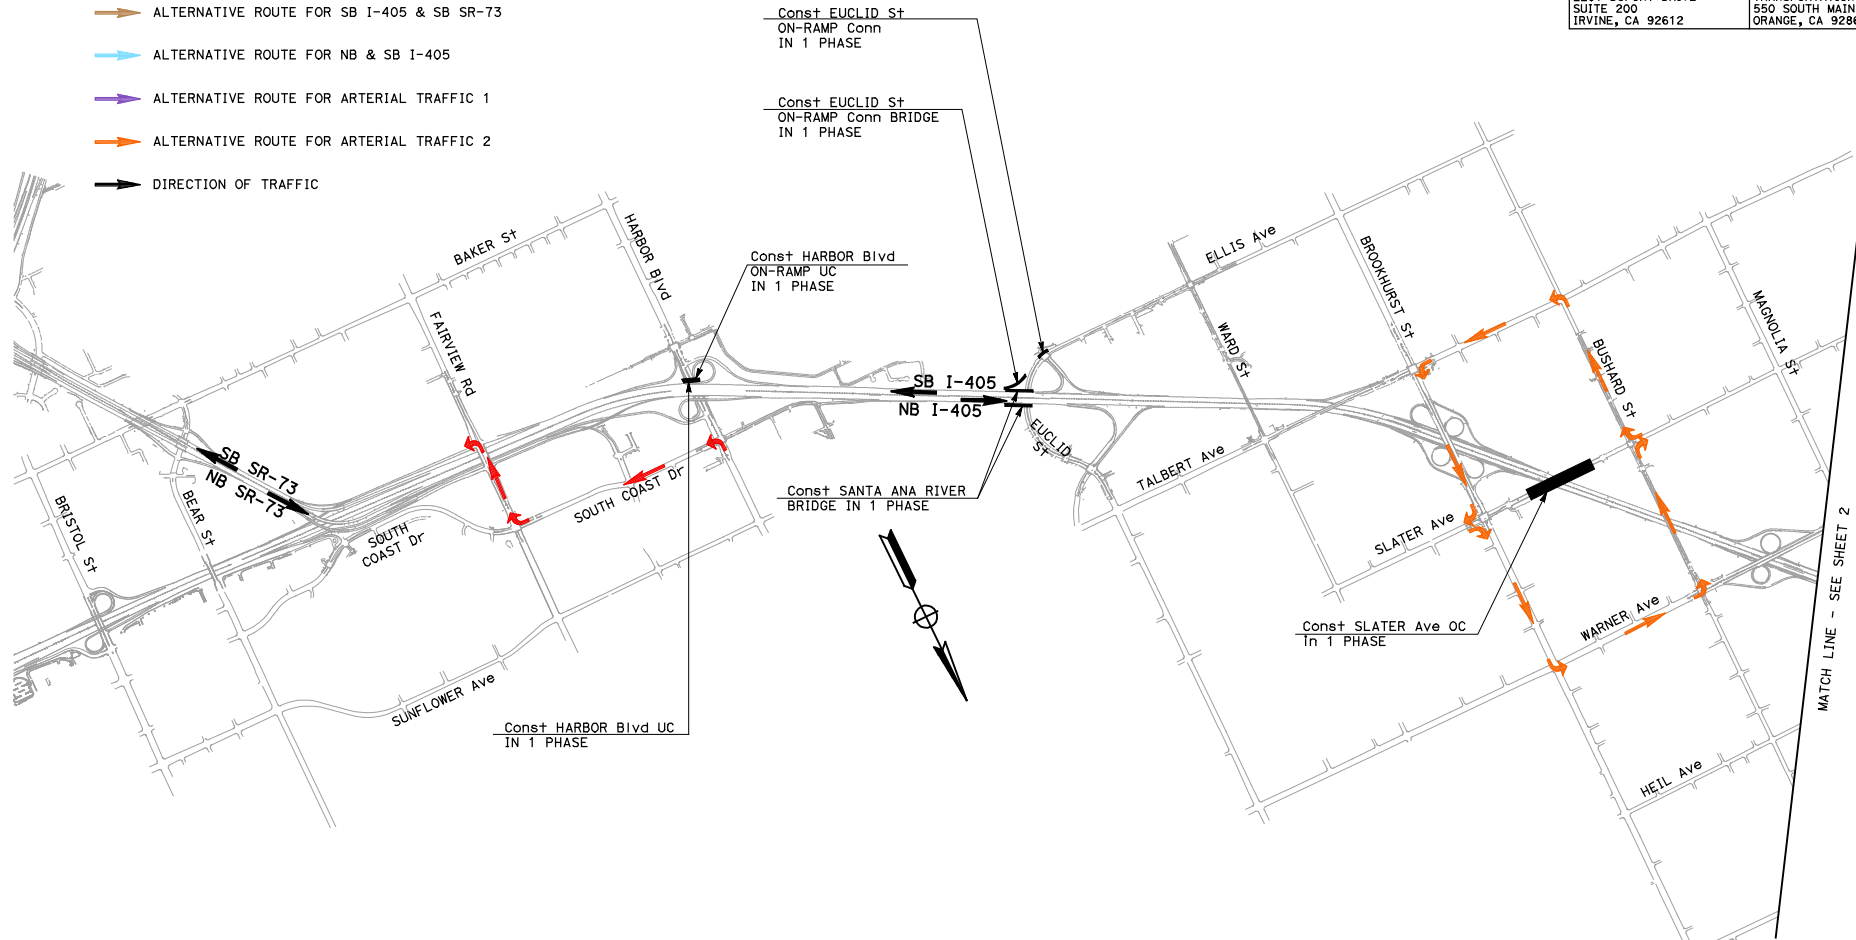 ALTERNATIVE ROUTE FOR SB I-405 & SB SR-73
ALTERNATIVE ROUTE FOR NB & SB I-405
ALTERNATIVE ROUTE FOR ARTERIAL TRAFFIC 1
ALTERNATIVE ROUTE FOR ARTERIAL TRAFFIC 2
DIRECTION OF TRAFFIC
SUITE 200
IRVINE, CA 92612
550 SOUTH MAIN
ORANGE, CA
Const EUCLID St
ON-RAMP Conn
IN 1 PHASE
Const EUCLID St
ON-RAMP Conn BRIDGE
IN 1 PHASE
Const HARBOR Blvd
ON-RAMP UC
IN 1 PHASE
BAKER St
HARBOR Blvd
FAIRVIEW Rd
ELLIS Ave
BROOKHURST St
WARD St
BUSHARD St
MAGNOLIA St
SB I-405
NB I-405
EUCLID
St
TALBERT Ave
SB SR-73
NB SR-73
BRISTOL St
BEAR St
SOUTH
COAST Dr
SOUTH COAST Dr
Const SANTA ANA RIVER
BRIDGE IN 1 PHASE
SLATER Ave
WARNER Ave
Const SLATER Ave OC
In 1 PHASE
SUNFLOWER Ave
Const HARBOR Blvd UC
IN 1 PHASE
HEIL Ave
MATCH LINE - SEE SHEET 2